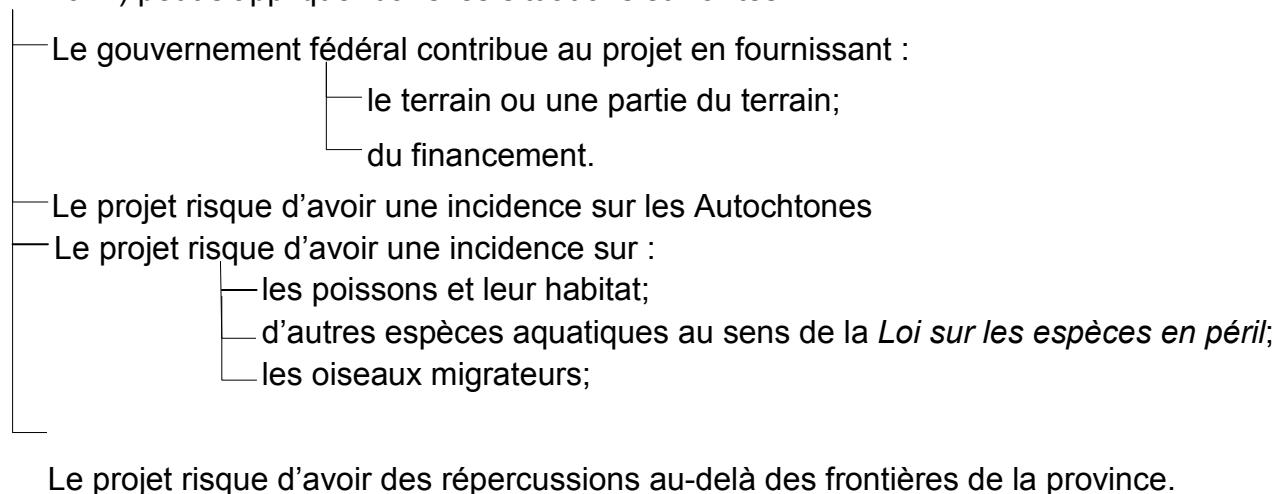 Le gouvernement fédéral contribue au projet en fournissant :
le terrain ou une partie du terrain;
du financement.
Le projet risque d’avoir une incidence sur les Autochtones
Le projet risque d’avoir une incidence sur :
les poissons et leur habitat;
d’autres espèces aquatiques au sens de la Loi sur les espèces en péril;
les oiseaux migrateurs;
Le projet risque d’avoir des répercussions au-delà des frontières de la province.